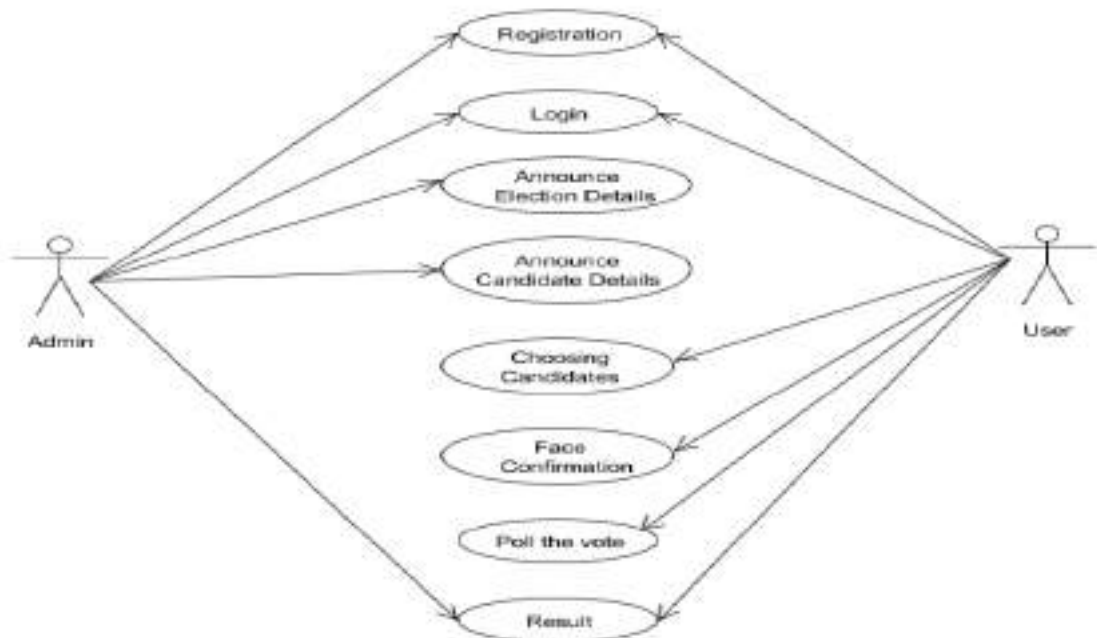 Registration
Login
Announce
Election Details
Announce
Candidate Details
Admin
User
Choosing
Candidates
Face
Confirmation
Poll the vote
Result